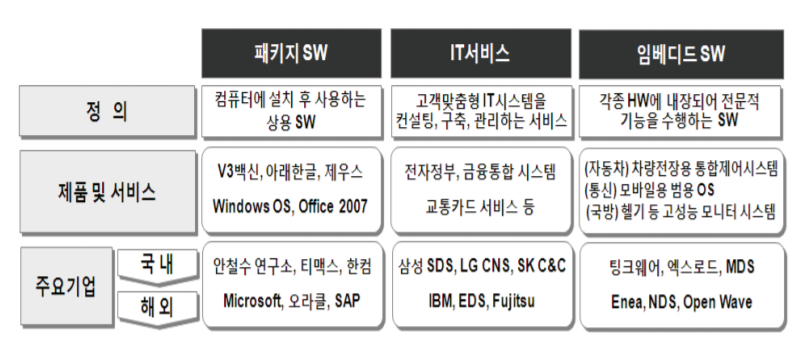 패키지 SW
IT서비스
임베디드 SW
정 의
컴퓨터에 설치 후 사용하는
상용 SW
고객맞춤형 IT시스템을
컨설팅, 구축, 관리하는 서비스
각종 HW에 내장되어 전문적
기능을 수행하는 SW
제품 및 서비스
V3백신, 아래한글, 제우스
Windows OS, Office 2007
전자정부, 금융통합 시스템
교통카드 서비스 등
(자동차) 차량전장용 통합제어시스템
(통신) 모바일용 범용 OS
(국방) 헬기 등 고성능 모니터 시스템
주요기업
국 내
안철수 연구소, 티맥스, 한컴
삼성 SDS, LG CNS, SK C&C
팅크웨어, 엑스로드, MDS
해 외
Microsoft, 오라클, SAP
IBM, EDS, Fujitsu
Enea, NDS, Open Wave